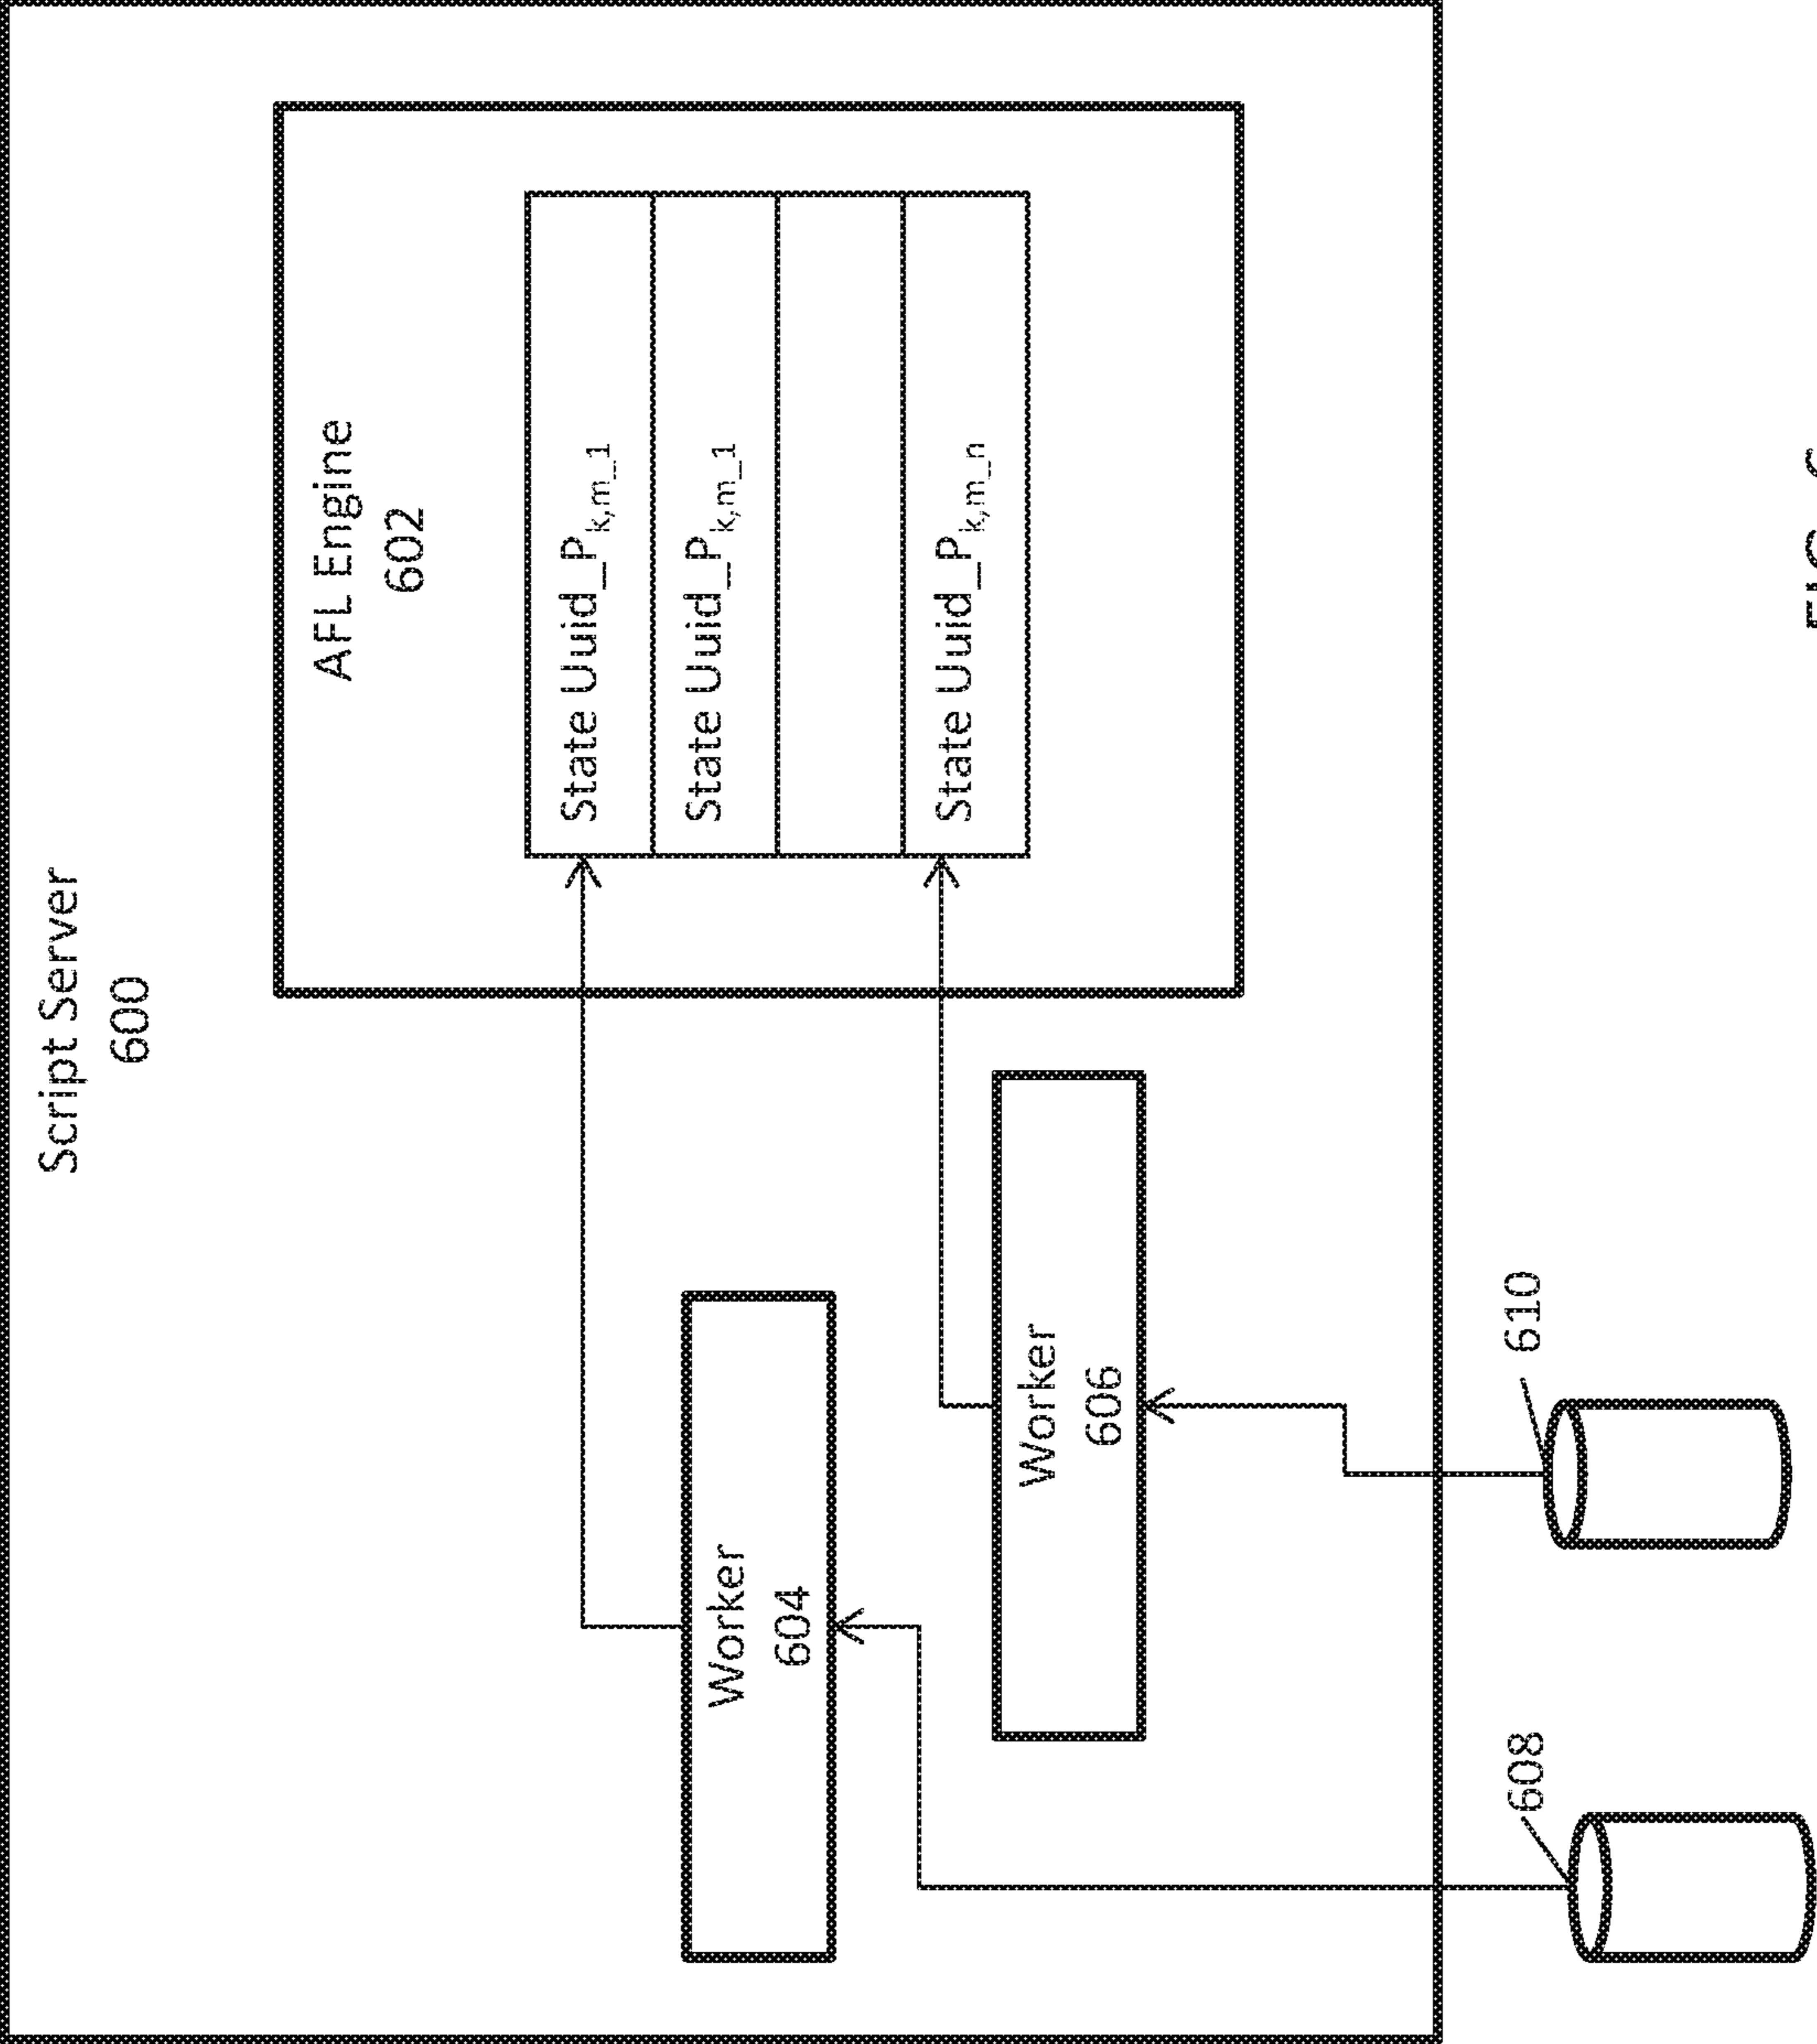 Script Server
600
AFL Engine
602
State Uuid_Pk,m_1
State Uuid_Pk,m_1
State Uuid_Pk,m_n
Worker
604
Worker
606
608
610